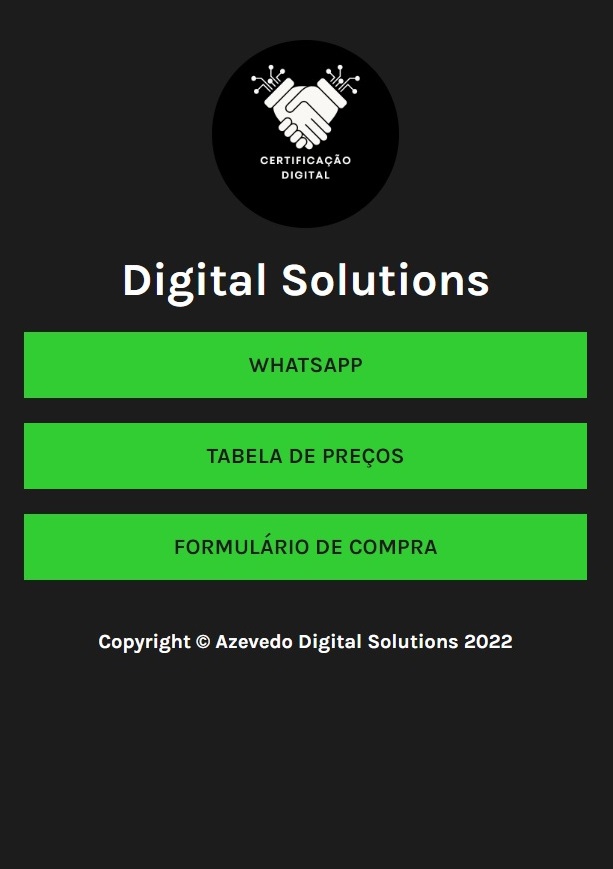 CERTIFICAÇÃO
DIGITAL
Digital Solutions
WHATSAPP
TABELA DE PREÇOS
FORMULÁRIO DE COMPRA
Copyright © Azevedo Digital Solutions 2022